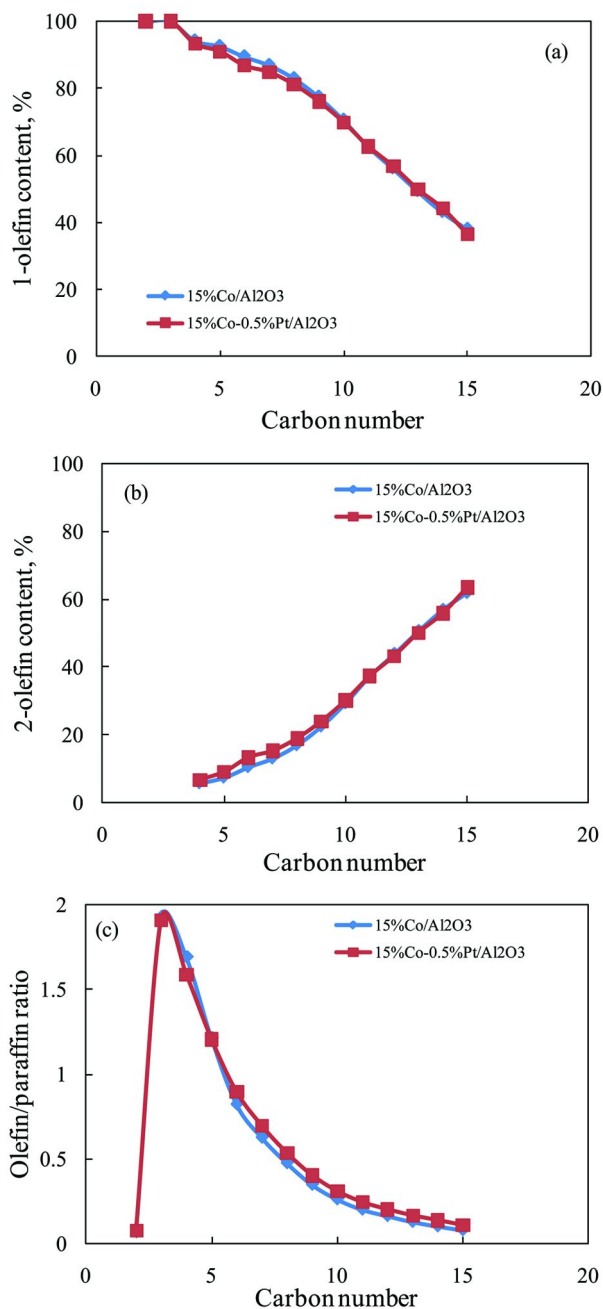 100
(a)
80
60
40
20
0
1-olefin content, %
15%Co/Al2O3
15%Co-0.5%Pt/Al2O3
0 5 10 15 20
Carbon number
100
(b)
80
60
40
20
0
2-olefin content, %
15%Co/Al2O3
15%Co-0.5%Pt/Al2O3
0 5 10 15 20
Carbon number
2
(c)
1.5
1
0.5
0
Olefin/paraffin ratio
15%Co/Al2O3
15%Co-0.5%Pt/Al2O3
0 5 10 15 20
Carbon number